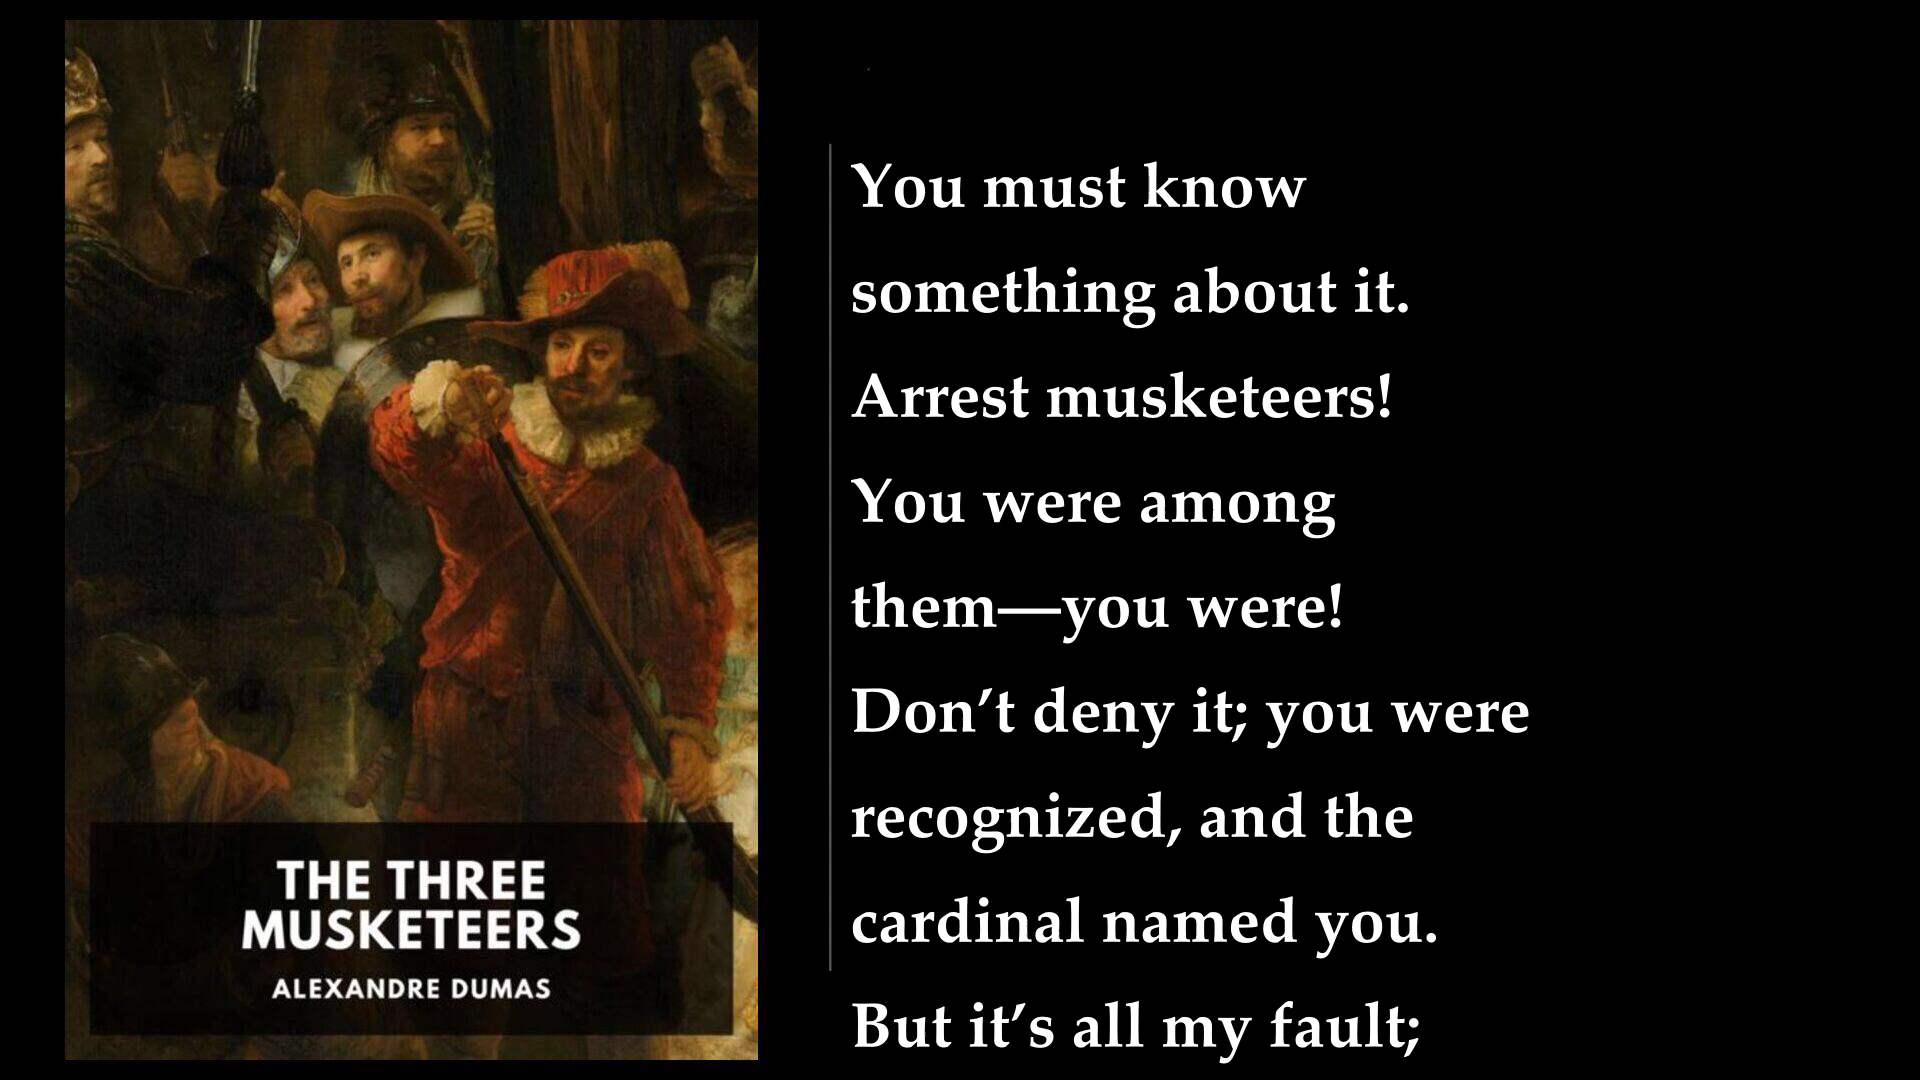 THE THREE
MUSKETEERS
ALEXANDRE DUMAS
You must know
something about it.
Arrest musketeers!
You were among
them—you were!
Don’t deny it; you were
recognized, and the
cardinal named you.
But it’s all my fault;